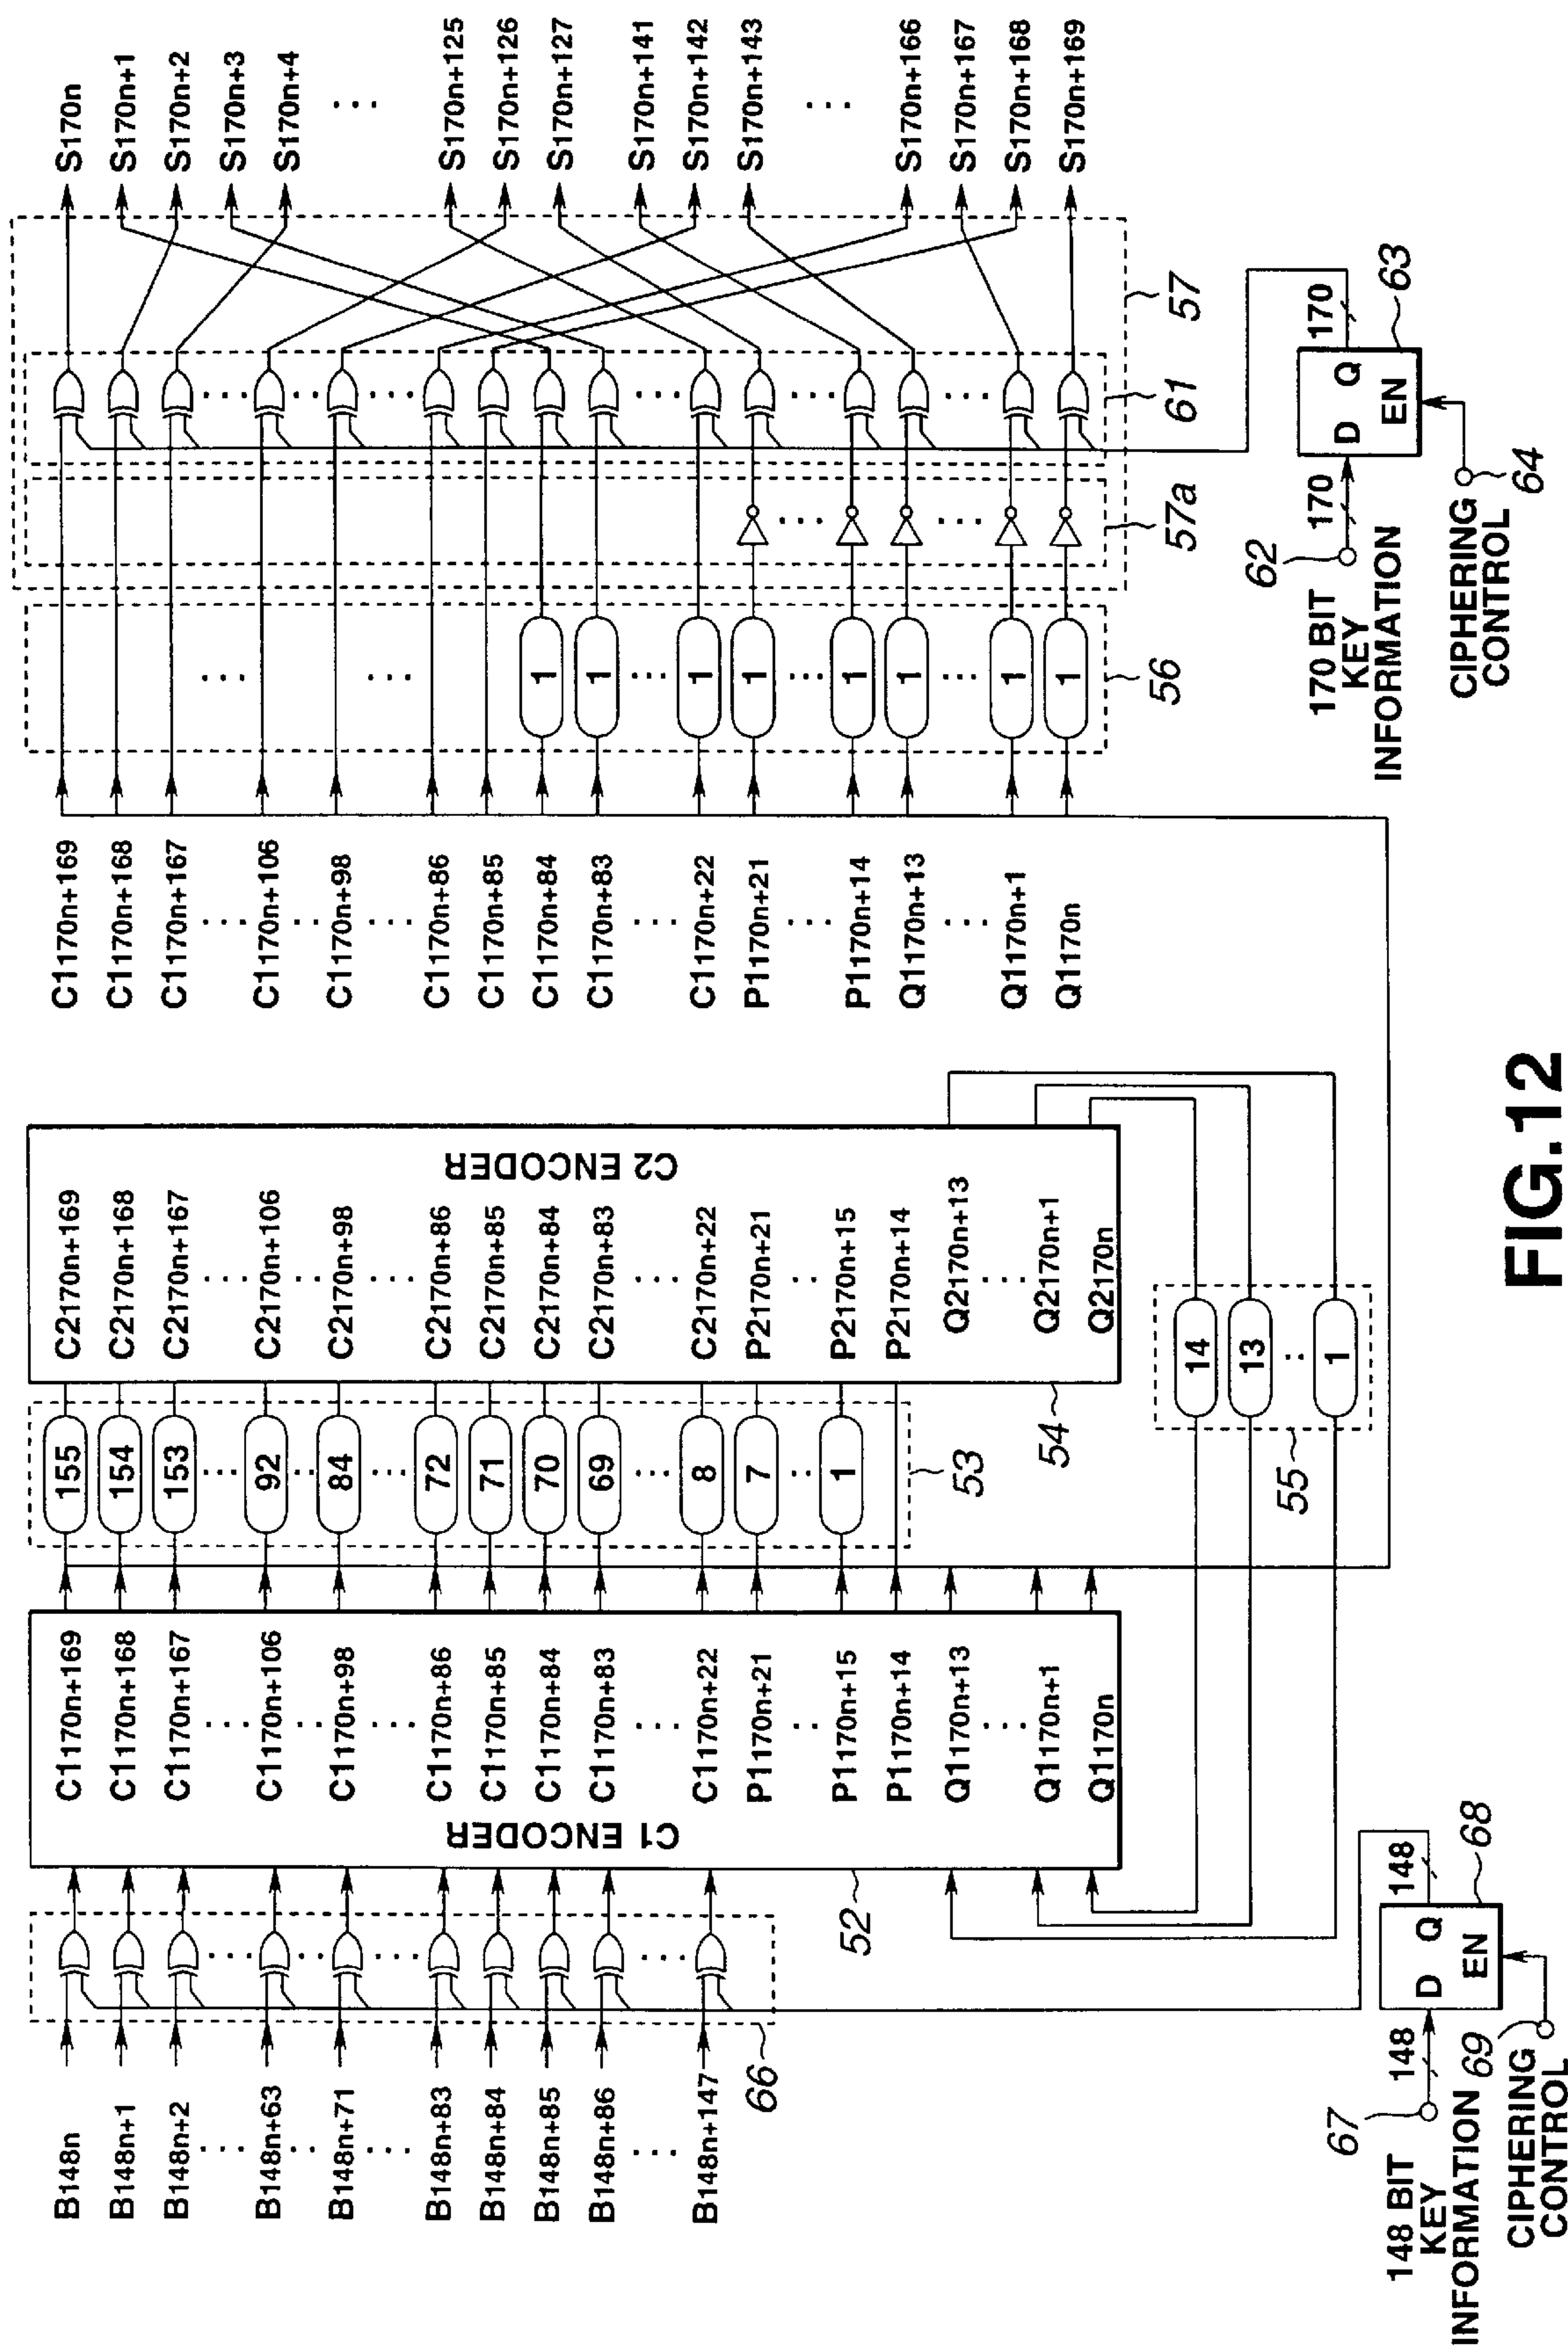 B148n
B148n+1
B148n+2
...
B148n+63
...
B148n+71
...
B148n+83
B148n+84
B148n+85
B148n+86
...
B148n+147
66
67
148 BIT
KEY
INFORMATION
148
D Q
EN
148
68
69
CIPHERING
CONTROL
C1 ENCODER
C1170n+169
C1170n+168
C1170n+167
...
C1170n+106
...
C1170n+98
...
C1170n+86
C1170n+85
C1170n+84
C1170n+83
...
C1170n+22
P1170n+21
..
P1170n+15
P1170n+14
Q1170n+13
...
Q1170n+1
Q1170n
52
155
154
153
...
92
..
84
...
72
71
70
69
...
8
7
..
1
53
C2 ENCODER
C2170n+169
C2170n+168
C2170n+167
...
C2170n+106
...
C2170n+98
...
C2170n+86
C2170n+85
C2170n+84
C2170n+83
...
C2170n+22
P2170n+21
..
P2170n+15
P2170n+14
Q2170n+13
...
Q2170n+1
Q2170n
54
14
13
..
1
55
C1170n+169
C1170n+168
C1170n+167
...
C1170n+106
..
C1170n+98
...
C1170n+86
C1170n+85
C1170n+84
C1170n+83
...
C1170n+22
P1170n+21
...
P1170n+14
Q1170n+13
...
Q1170n+1
Q1170n
...
...
1
1
...
1
1
...
1
1
...
1
1
56
57a
61
57
S170n
S170n+1
S170n+2
S170n+3
S170n+4
...
S170n+125
S170n+126
S170n+127
S170n+141
S170n+142
S170n+143
...
S170n+166
S170n+167
S170n+168
S170n+169
62
170 BIT
KEY
INFORMATION
170
D Q
EN
170
63
64
CIPHERING
CONTROL
FIG.12